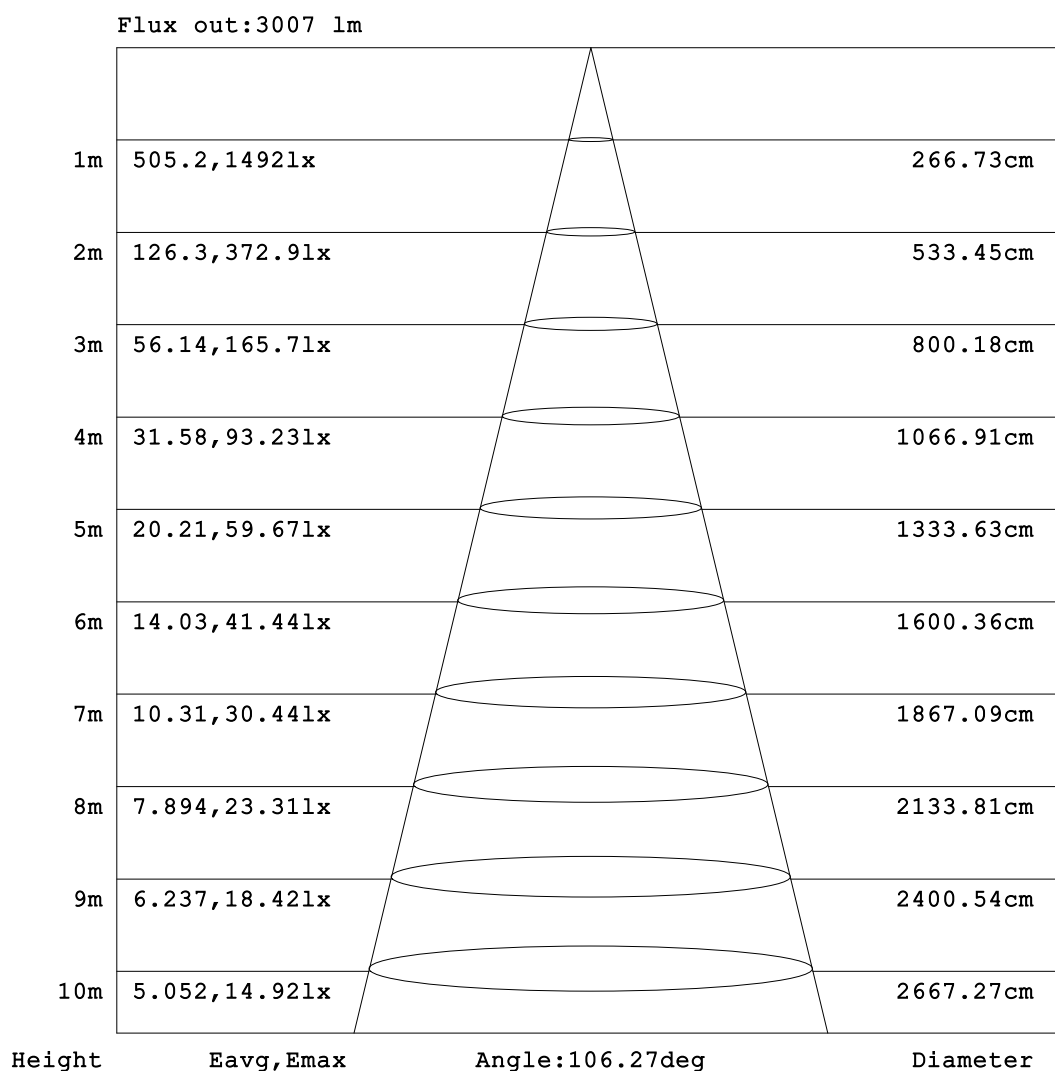 Flux out:3007 lm
1m 505.2,1492lx 266.73cm
2m 126.3,372.9lx 533.45cm
3m 56.14,165.7lx 800.18cm
4m 31.58,93.23lx 1066.91cm
5m 20.21,59.67lx 1333.63cm
6m 14.03,41.44lx 1600.36cm
7m 10.31,30.44lx 1867.09cm
8m 7.894,23.31lx 2133.81cm
9m 6.237,18.42lx 2400.54cm
10m 5.052,14.92lx 2667.27cm
Height Eavg,Emax Angle:106.27deg Diameter